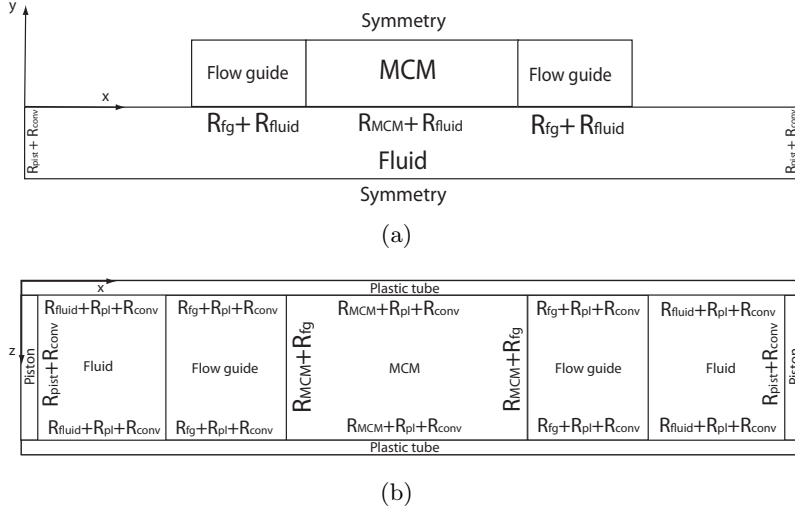 y
Symmetry
Flow guide
MCM
Flow guide
x
Rpist + Rconv
Rfg+ Rfluid
RMCM+ Rfluid
Rfg+ Rfluid
Rpist + Rconv
Fluid
Symmetry
(a)
x
Plastic tube
Rfluid+Rpl+Rconv
Rfg+Rpl+Rconv
RMCM+Rpl+Rconv
Rfg+Rpl+Rconv
Rfluid+Rpl+Rconv
z
Piston
Rpist+Rconv
Fluid
Flow guide
RMCM+Rfg
MCM
RMCM+Rfg
Flow guide
Fluid
Rpist+Rconv
Piston
Rfluid+Rpl+Rconv
Rfg+Rpl+Rconv
RMCM+Rpl+Rconv
Rfg+Rpl+Rconv
Rfluid+Rpl+Rconv
Plastic tube
(b)